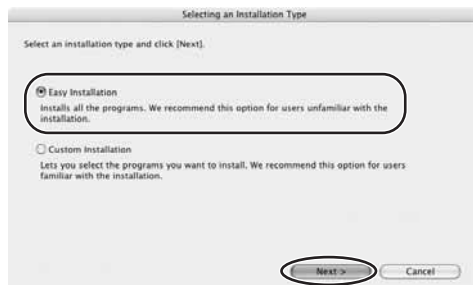 Selecting an Installation Type
Select an installation type and click [Next].
Easy Installation
Installs all the programs. We recommend this option for users unfamiliar with the
installation.
Custom Installation
Lets you select the programs you want to install. We recommend this option for users
familiar with the installation.
Next > Cancel